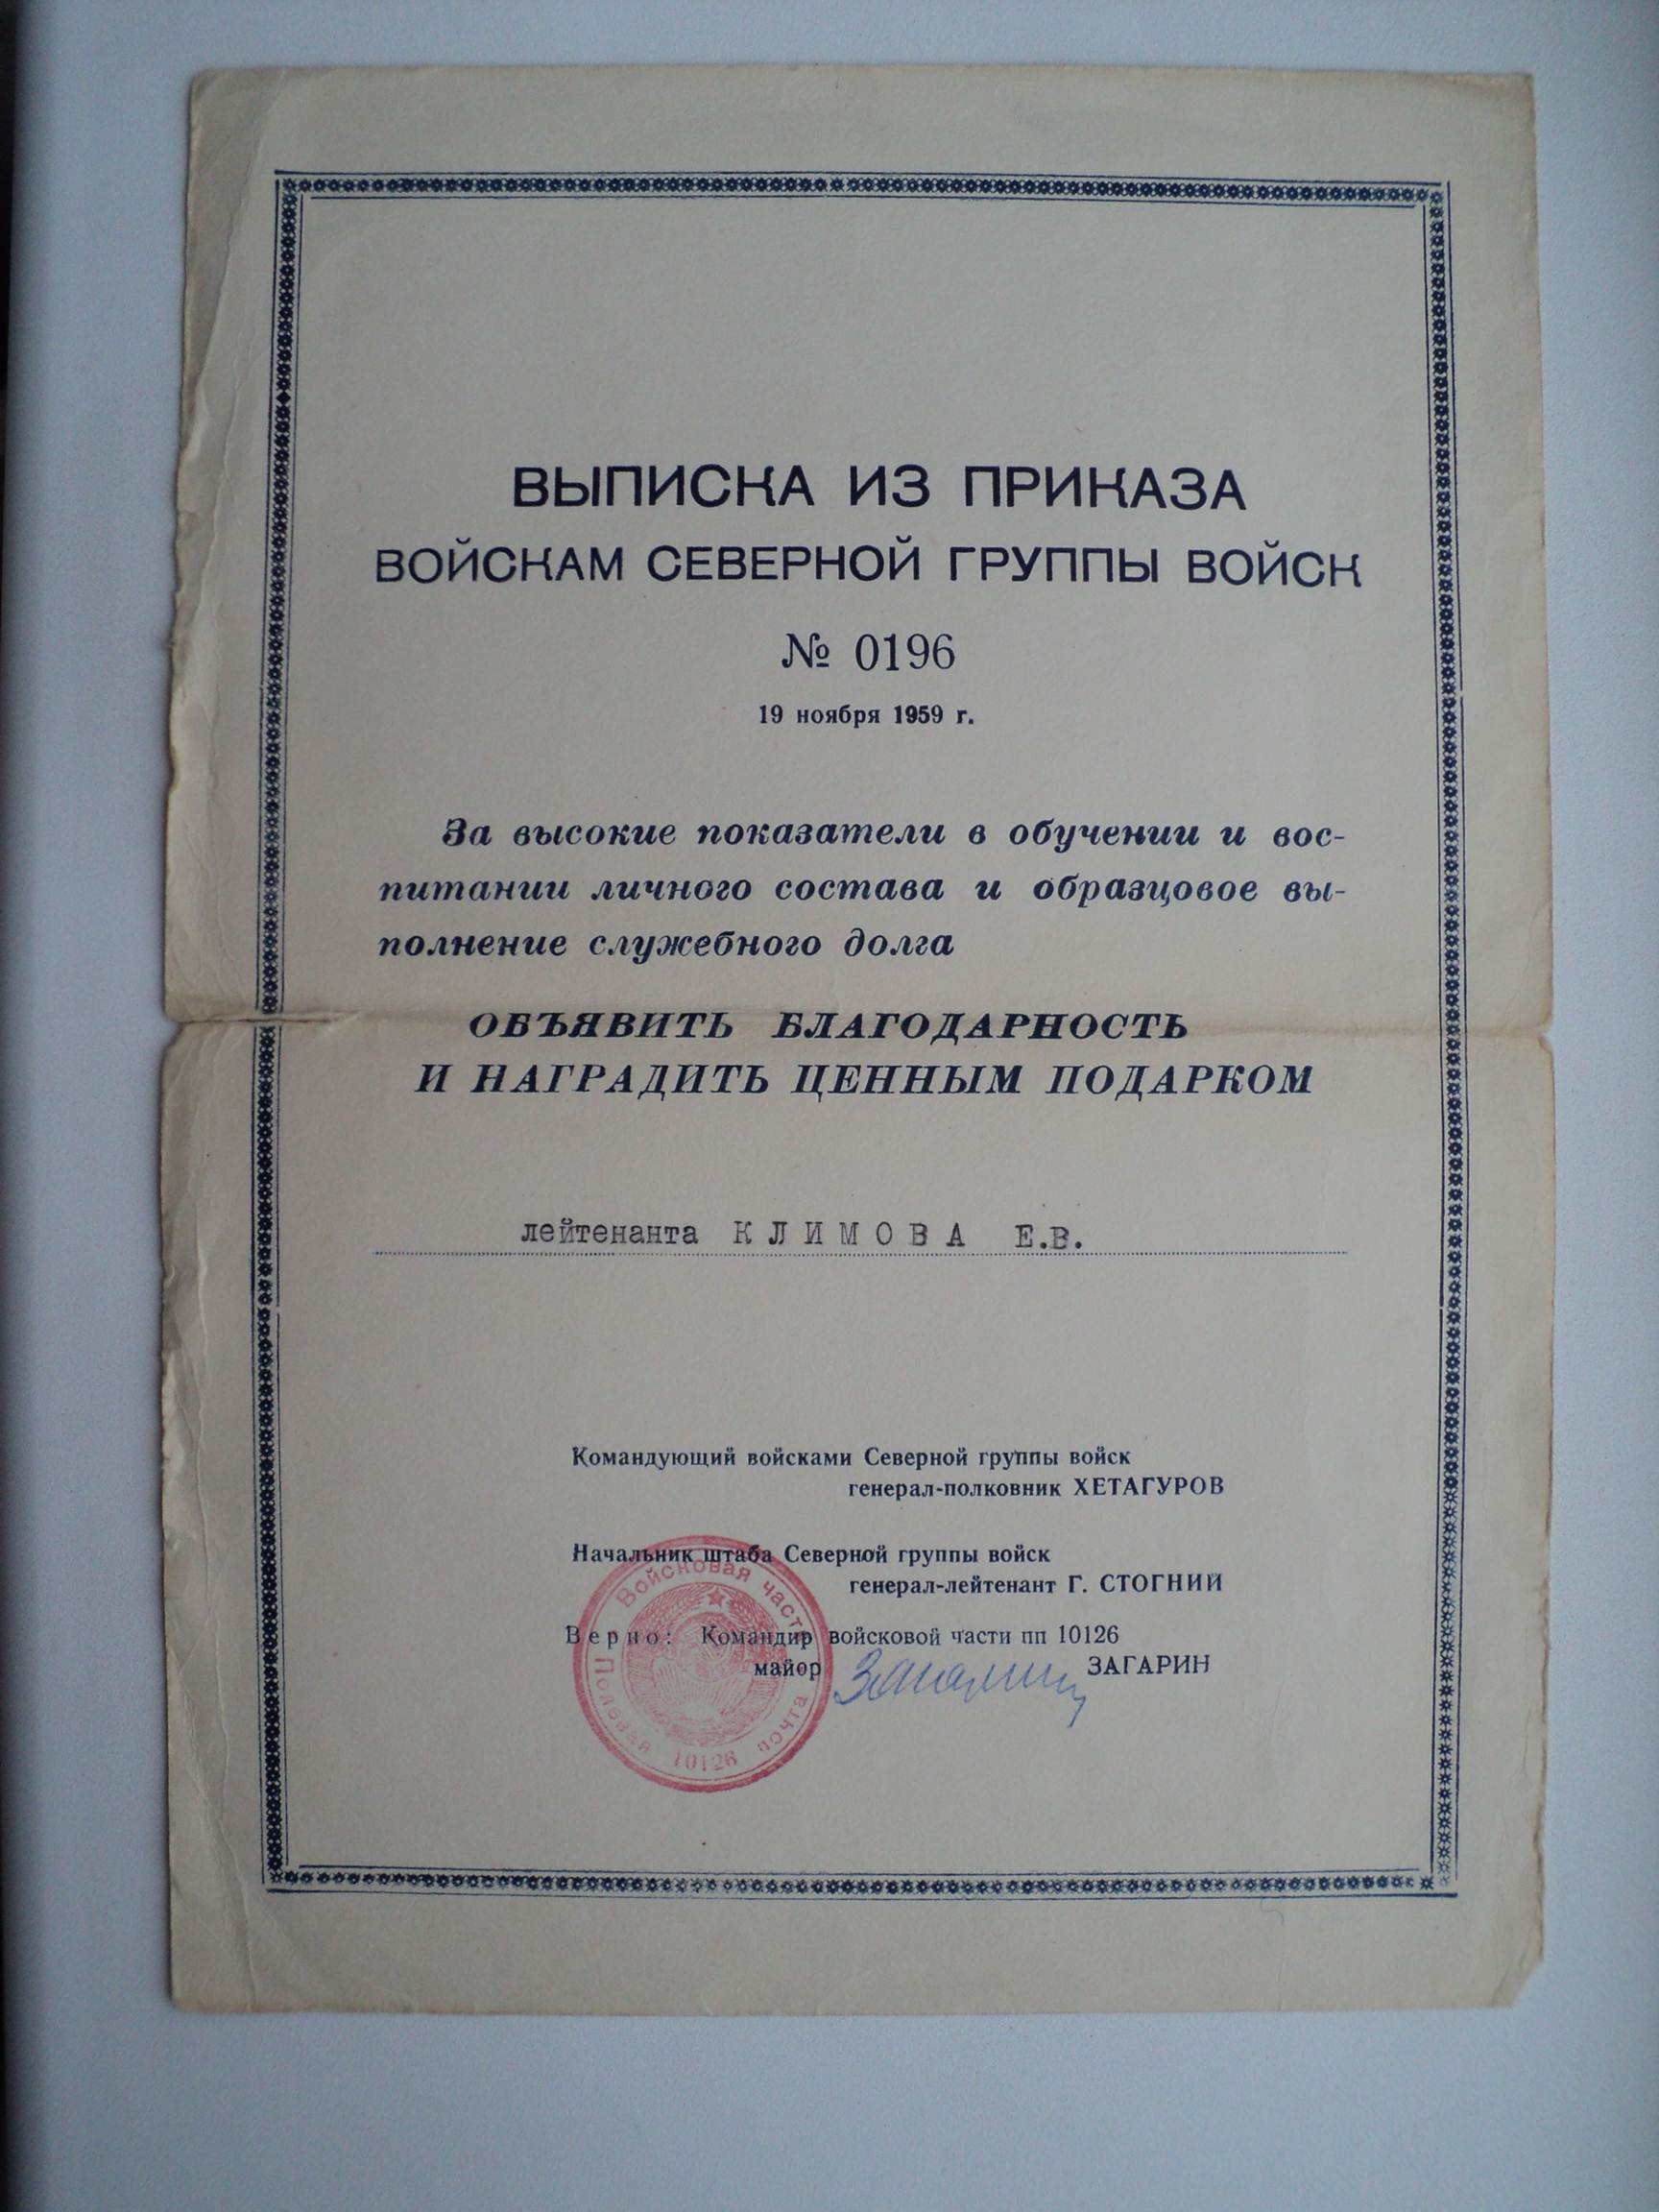 ВЫПИСКА ИЗ ПРИКАЗА
ВОЙСКАМ СЕВЕРНОЙ ГРУППЫ ВОЙСК
№ 0196
19 ноября 1959 г.
За высокие показатели в обучении и вос-
питании личного состава и образцовое вы-
полнение служебного долга
ОБЪЯВИТЬ БЛАГОДАРНОСТЬ
И НАГРАДИТЬ ЦЕННЫМ ПОДАРКОМ
лейтенанта КЛИМОВА Е.В.
Командующий войсками Северной группы войск
генерал-полковник ХЕТАГУРОВ
Начальник штаба Северной группы войск
генерал-лейтенант Г. СТОГНИЙ
Верно: Командир войсковой части пп 10126
майор ЗАГАРИН
Войсковая часть
Полевая почта
10126